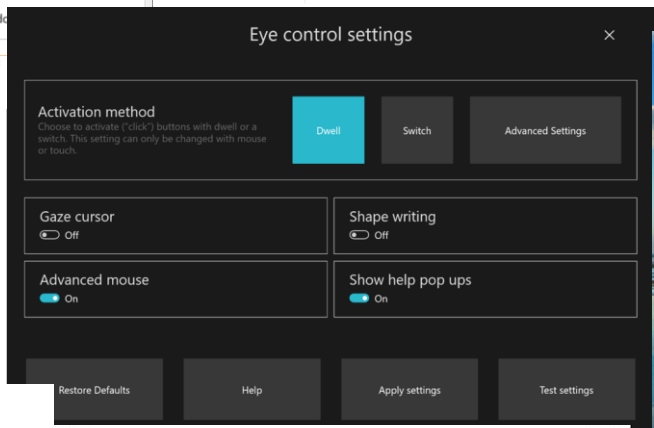 Eye control settings
Activation method
Choose to activate ("click") buttons with dwell or a
switch. This setting can only be changed with mouse
or touch.
Dwell
Switch
Advanced Settings
Gaze cursor
Off
Shape writing
Off
Advanced mouse
On
Show help pop ups
On
Restore Defaults
Help
Apply settings
Test settings